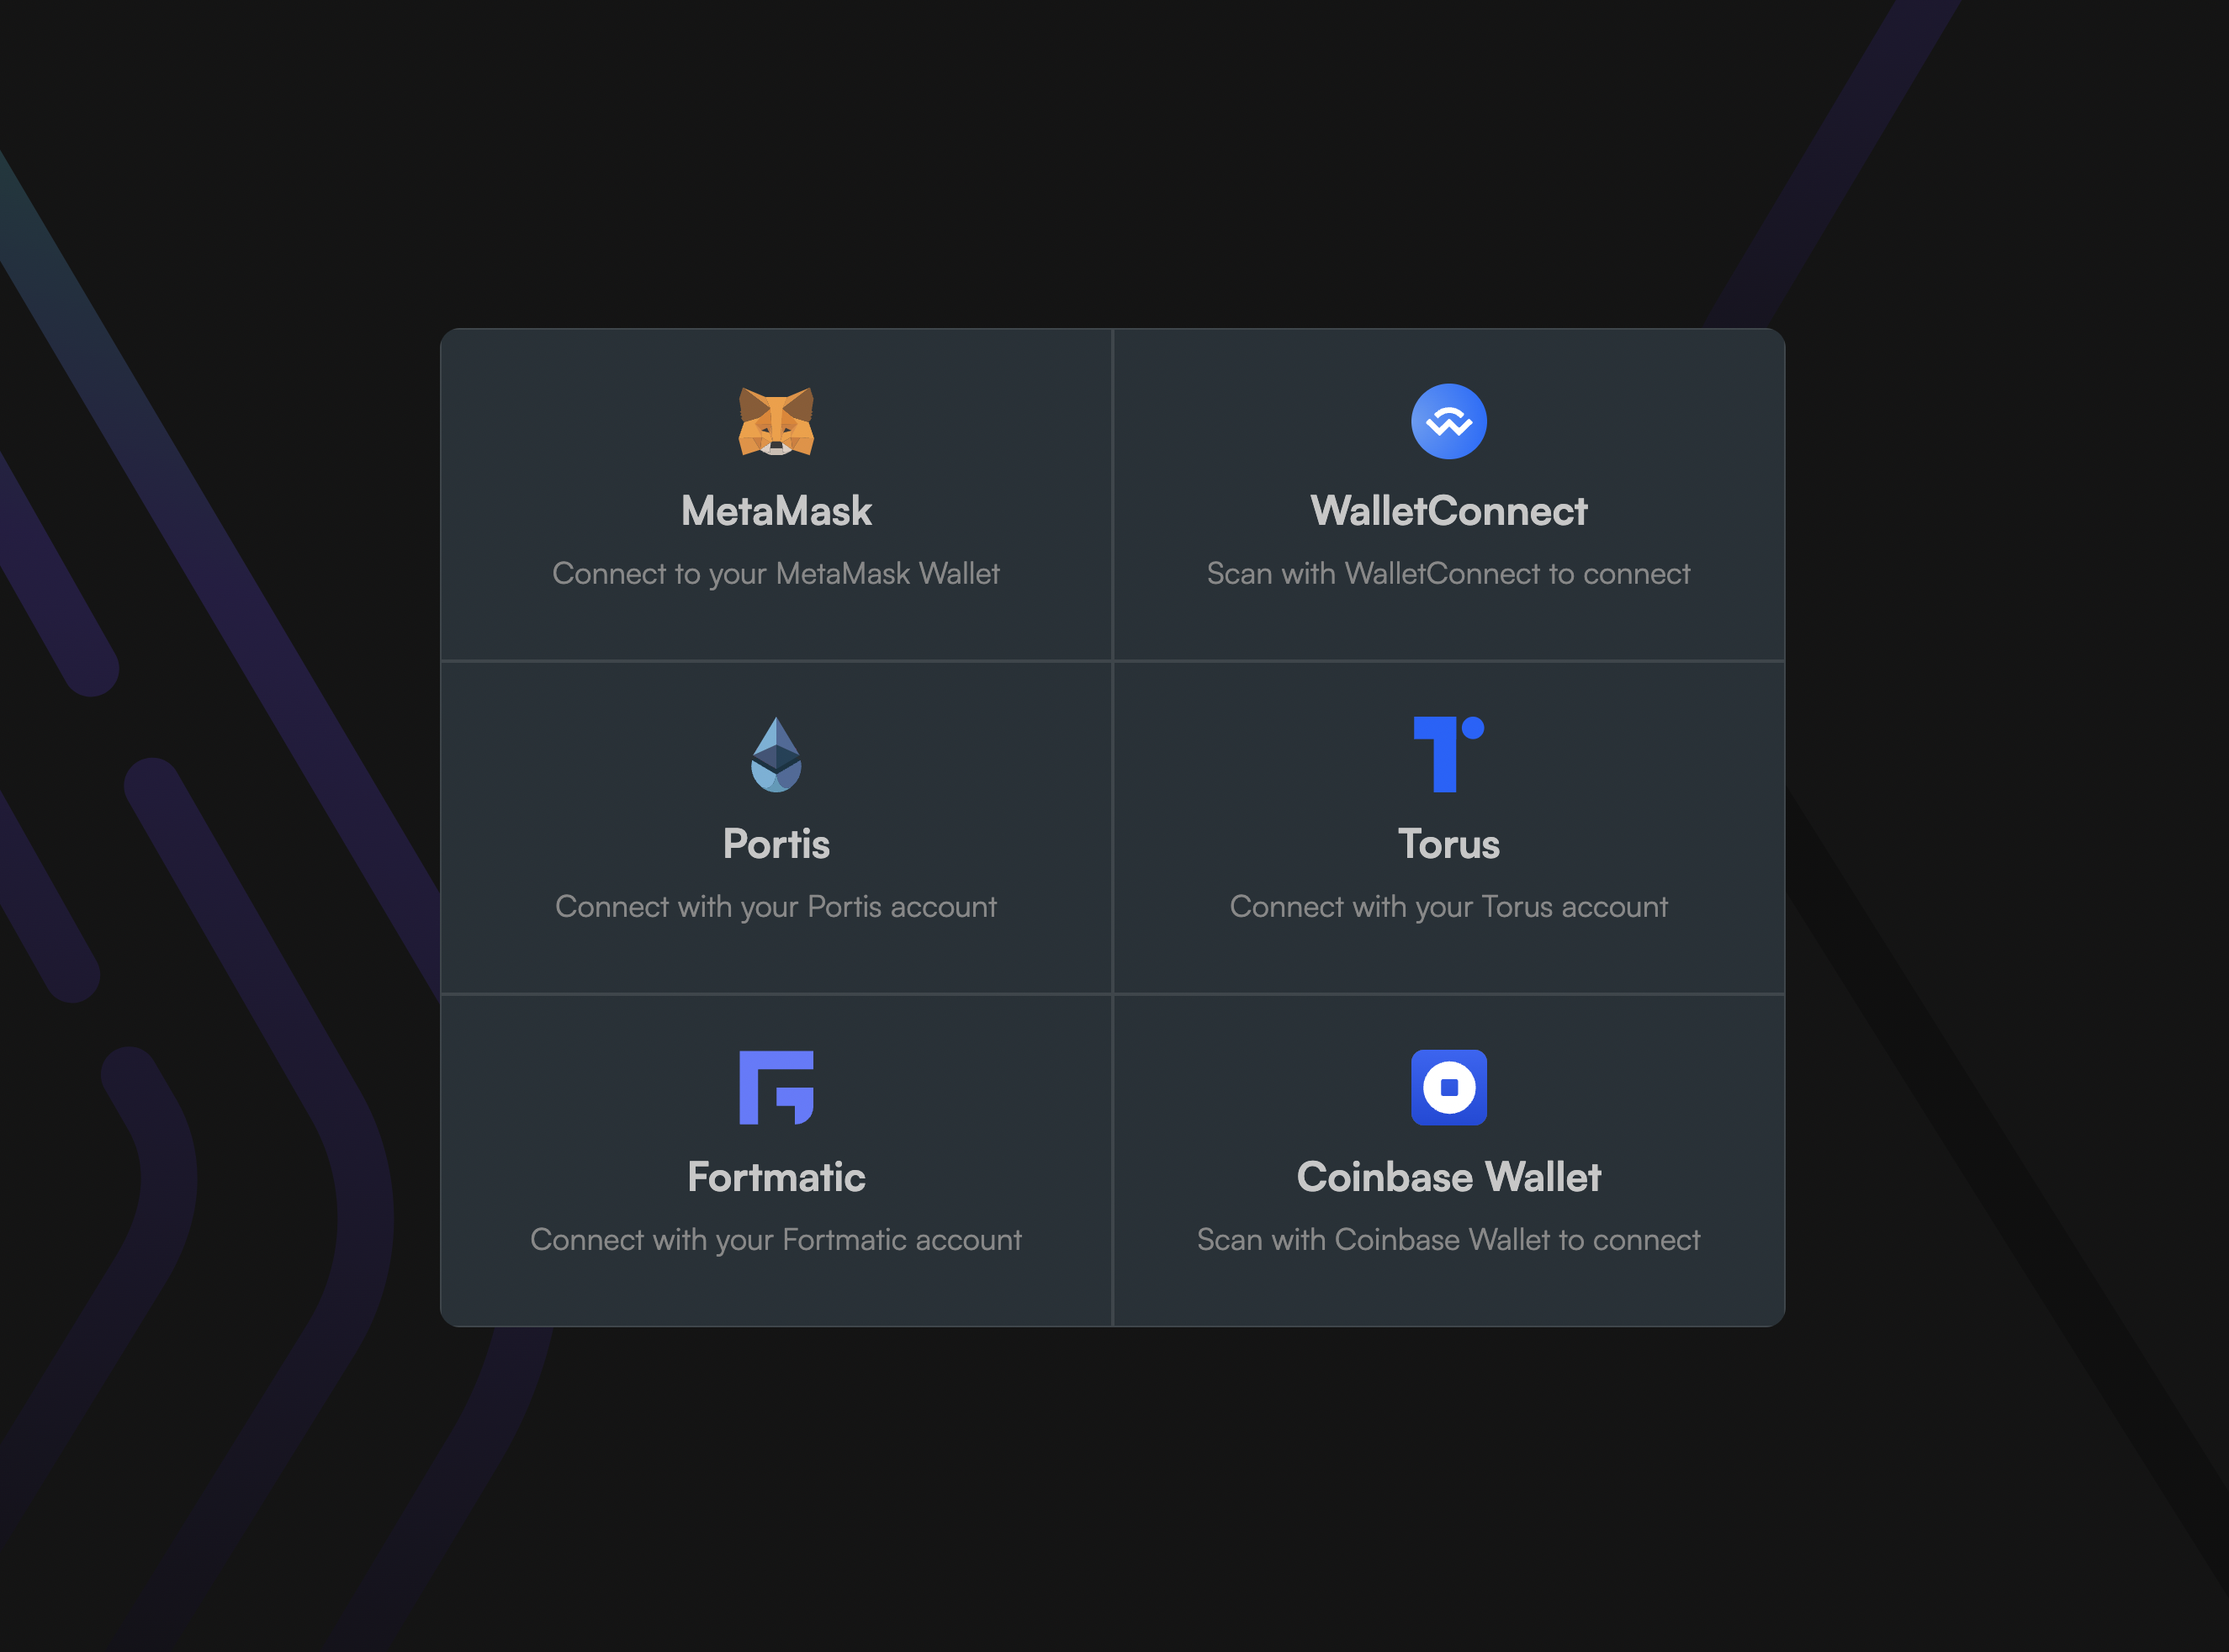 MetaMask
Connect to your MetaMask Wallet
WalletConnect
Scan with WalletConnect to connect
Portis
Connect with your Portis account
Torus
Connect with your Torus account
Fortmatic
Connect with your Fortmatic account
Coinbase Wallet
Scan with Coinbase Wallet to connect